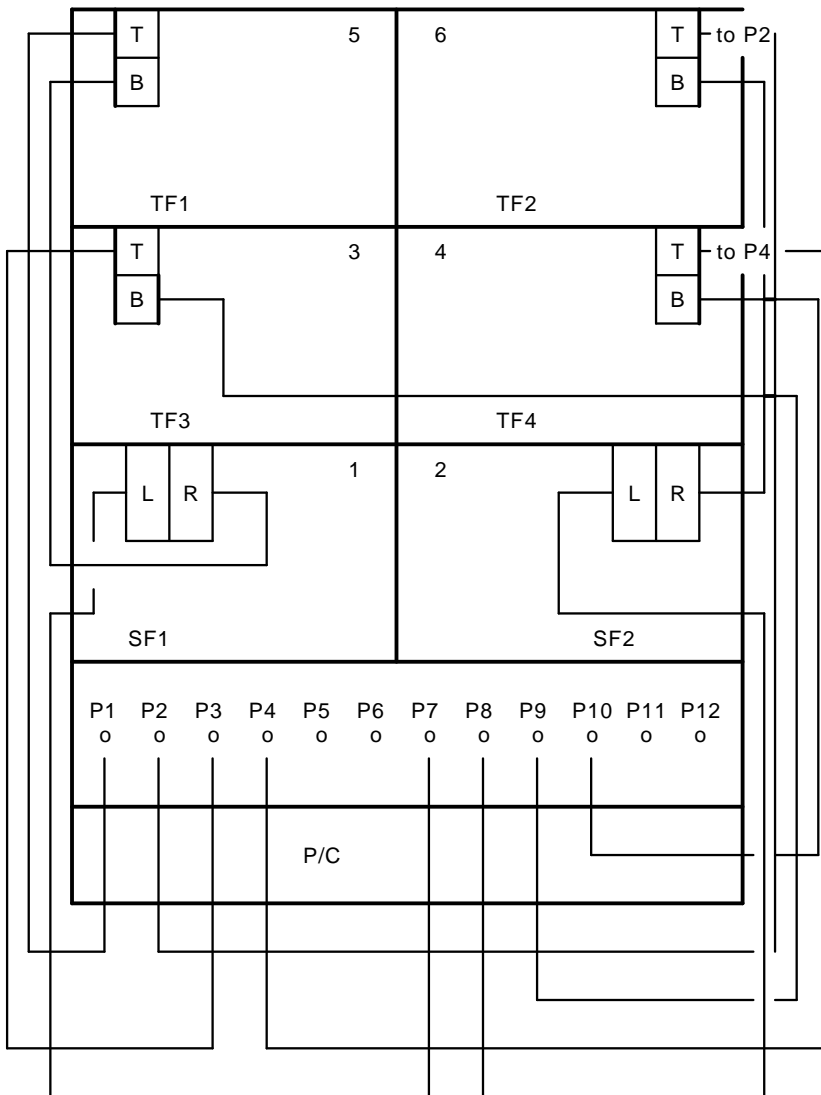 T 5 6 T to P2
B B
TF1 TF2
T 3 4 T to P4
B B
TF3 TF4
1 2
L R L R
SF1 SF2
P1 P2 P3 P4 P5 P6 P7 P8 P9 P10 P11 P12
o o o o o o o o o o o o
P/C